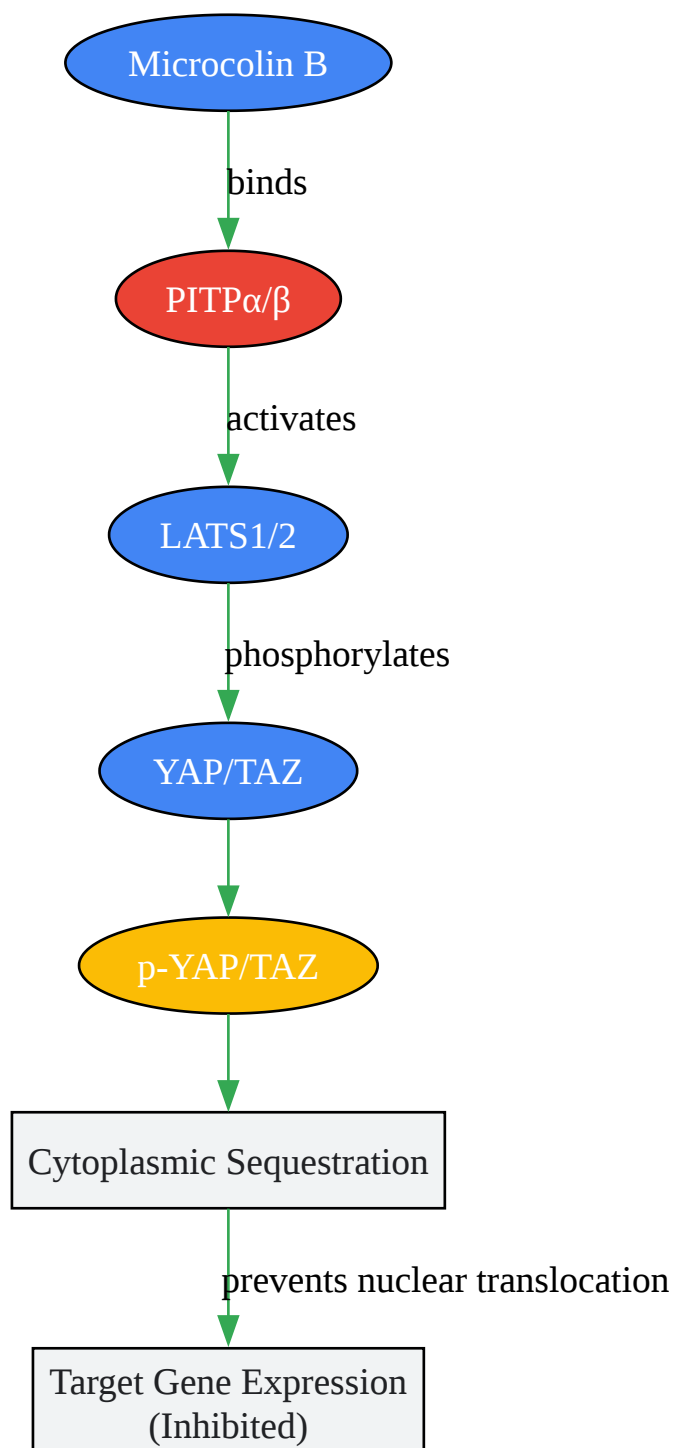 Microcolin B
binds
PITPα/β
activates
LATS1/2
phosphorylates
YAP/TAZ
p-YAP/TAZ
Cytoplasmic Sequestration
prevents nuclear translocation
Target Gene Expression
(Inhibited)